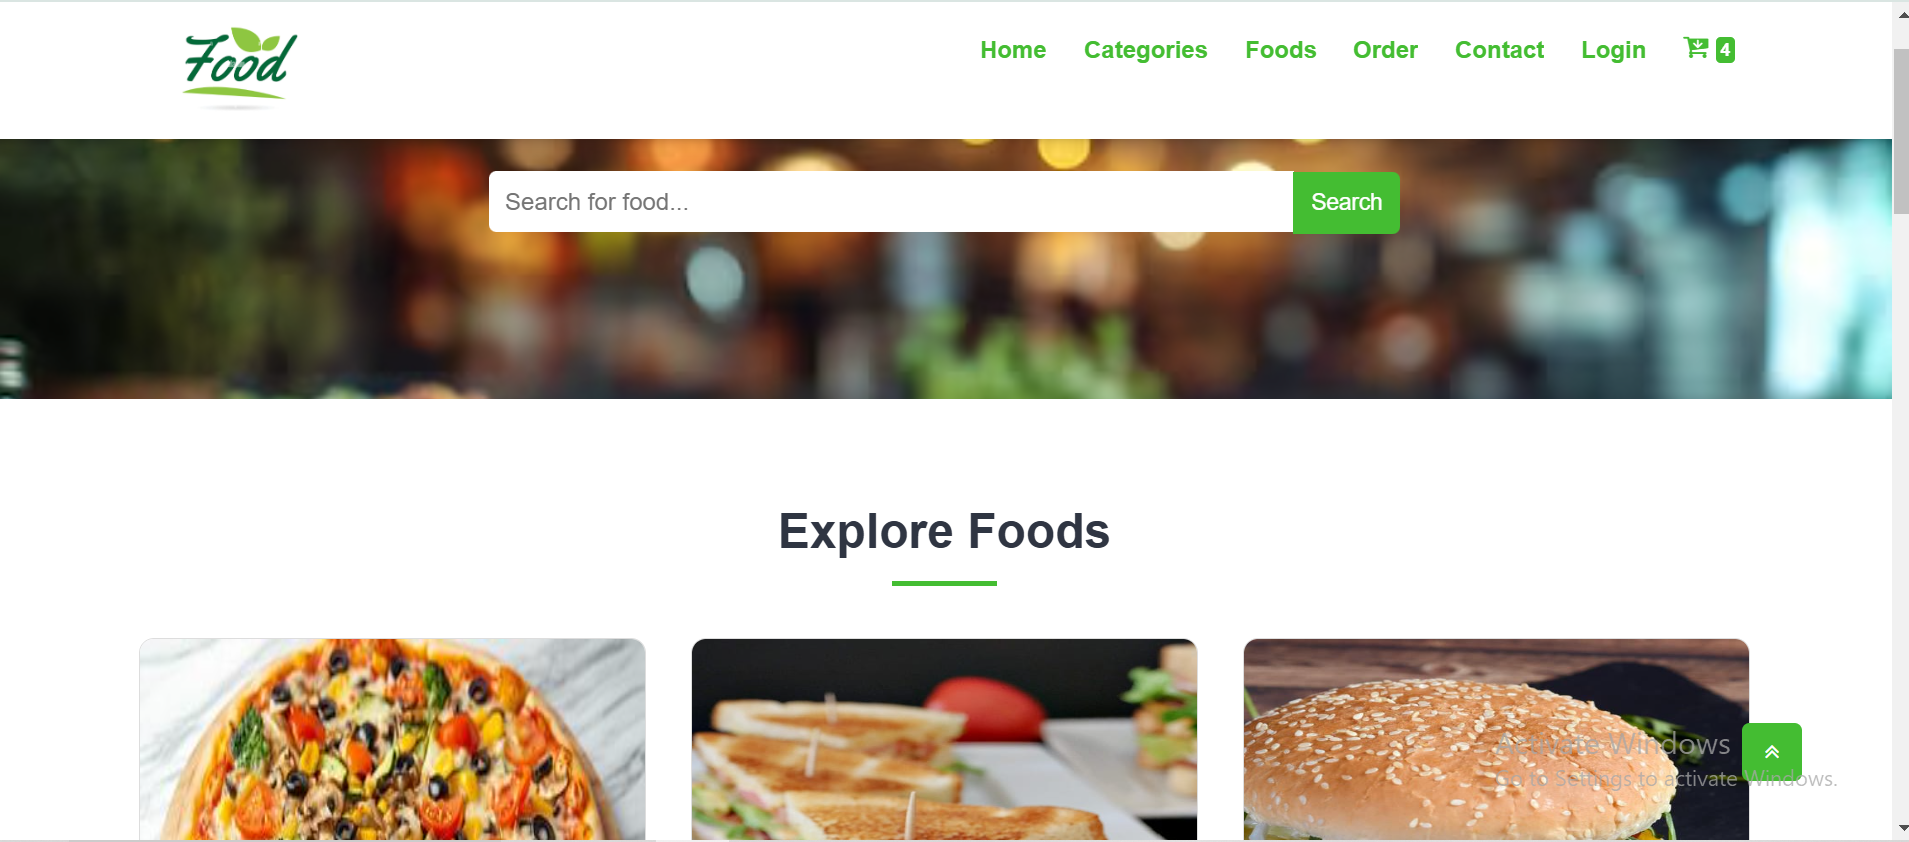 Food
Home Categories Foods Order Contact Login 4
Search for food... Search
Explore Foods
Activate Windows
Go to Settings to activate Windows.